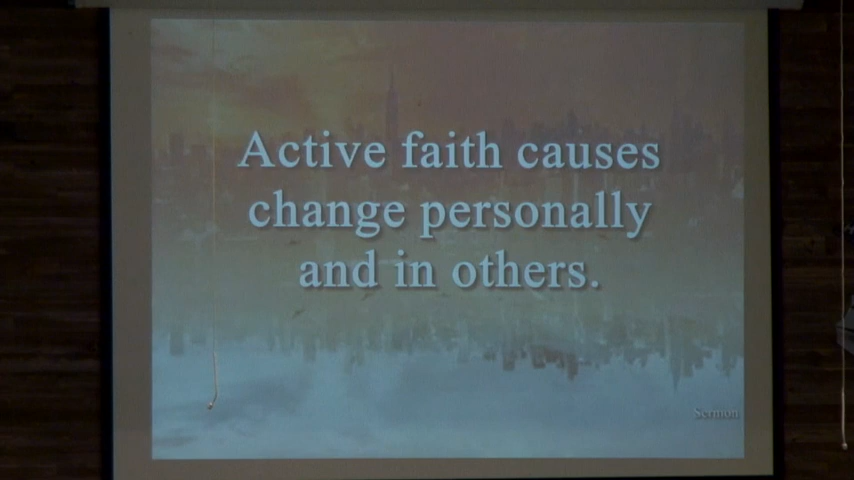 Active faith causes
change personally
and in others.
Sermon